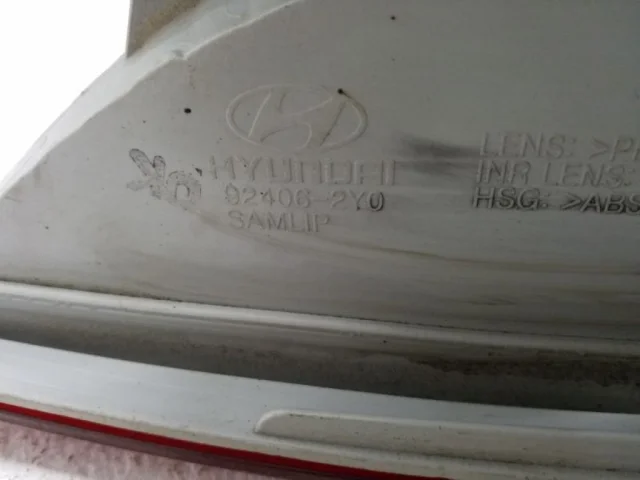 HYUNDAI
92406-2Y0
SAMLIP
LENS: >P
INR LENS:
HSG: >ABS